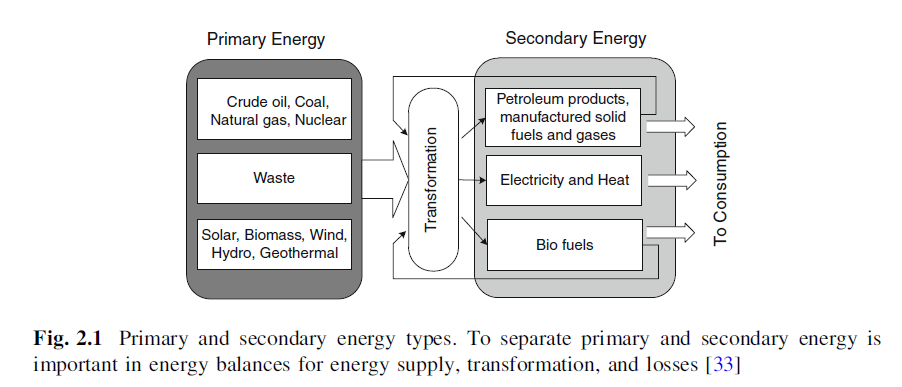 Primary Energy
Crude oil, Coal,
Natural gas, Nuclear
Waste
Solar, Biomass, Wind,
Hydro, Geothermal
Transformation
Secondary Energy
Petroleum products,
manufactured solid
fuels and gases
Electricity and Heat
Bio fuels
To Consumption
Fig. 2.1 Primary and secondary energy types. To separate primary and secondary energy is
important in energy balances for energy supply, transformation, and losses [33]